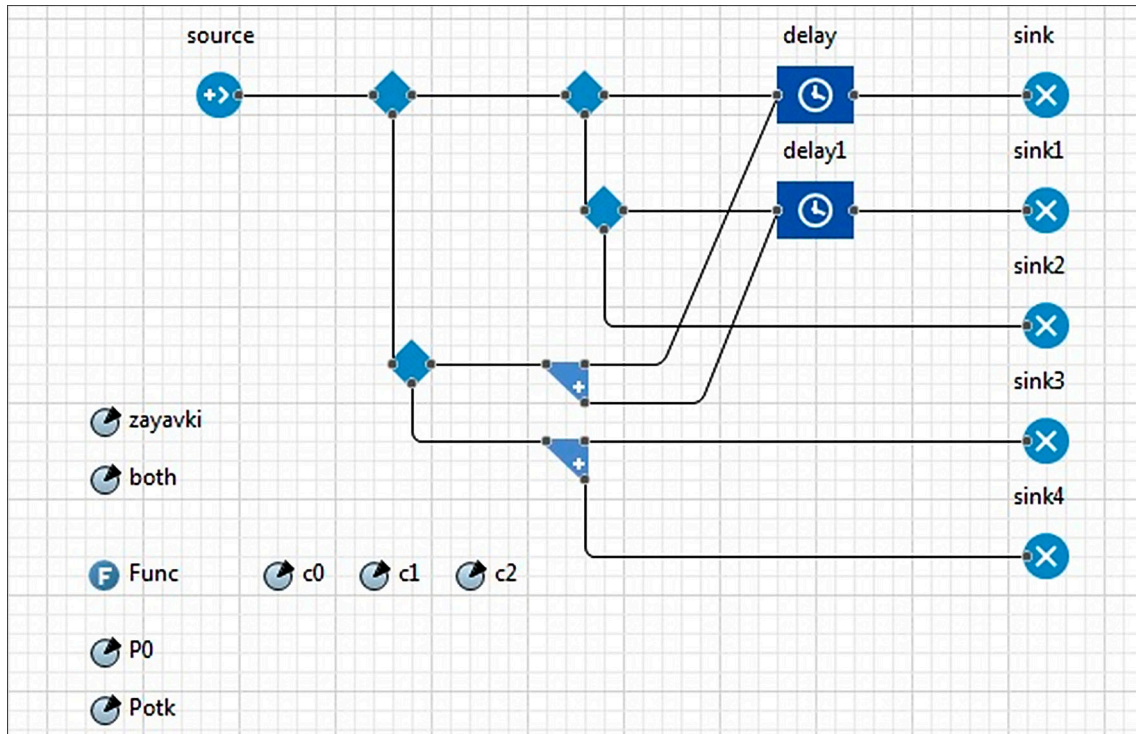 source
delay
sink
delay1
sink1
sink2
sink3
zayavki
both
sink4
F Func
c0
c1
c2
P0
Potk